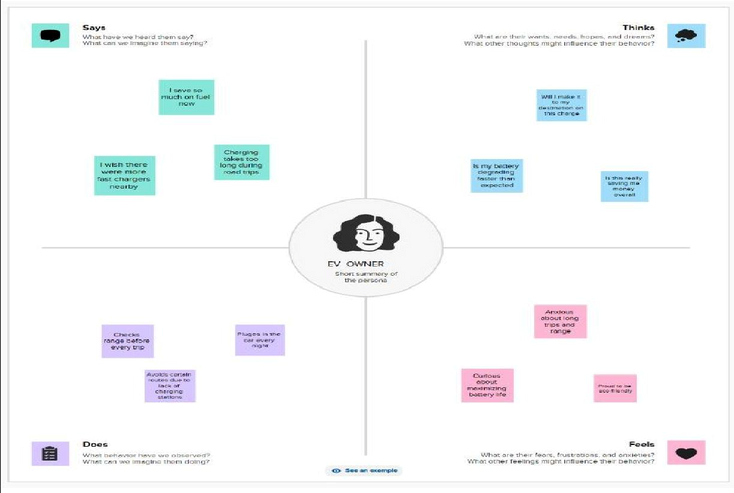 Says
What have we heard them say?
What can we imagine them saying?
Thinks
What are their wants, needs, hopes, and dreams?
What other thoughts might influence their behavior?
I save so
much on fuel
now
Charging
takes too
long during
road trips
I wish there
were more
fast chargers
nearby
Will I make it
to my
destination on
this charge
Is my battery
degrading
faster than
expected
Is this really
saving me
money
overall
EV OWNER
Short summary of
the persona
Checks
range before
every trip
Plugins in the
car every
night
Avoids certain
routes due to
lack of
charging
stations
Anxious
about long
trips and
range
Curious
about
maximizing
battery life
Proud to be
eco-friendly
Does
What behavior have we observed?
What can we imagine them doing?
Feels
What are their fears, frustrations, and anxieties?
What other feelings might influence their behavior?
See an example